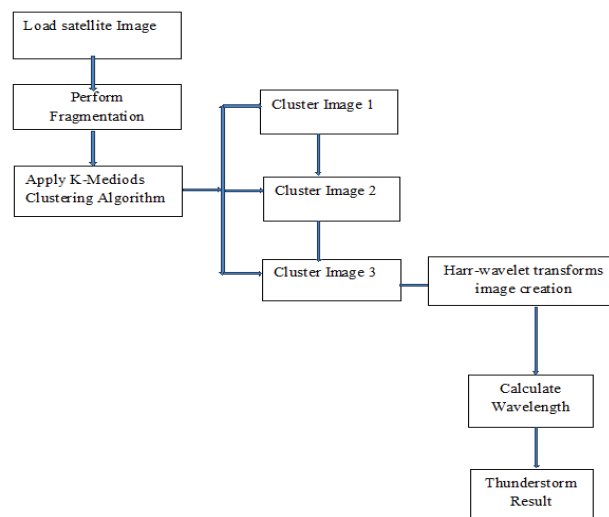 Load satellite Image
Perform
Fragmentation
Apply K-Mediods
Clustering Algorithm
Cluster Image 1
Cluster Image 2
Cluster Image 3
Harr-wavelet transforms
image creation
Calculate
Wavelength
Thunderstorm
Result